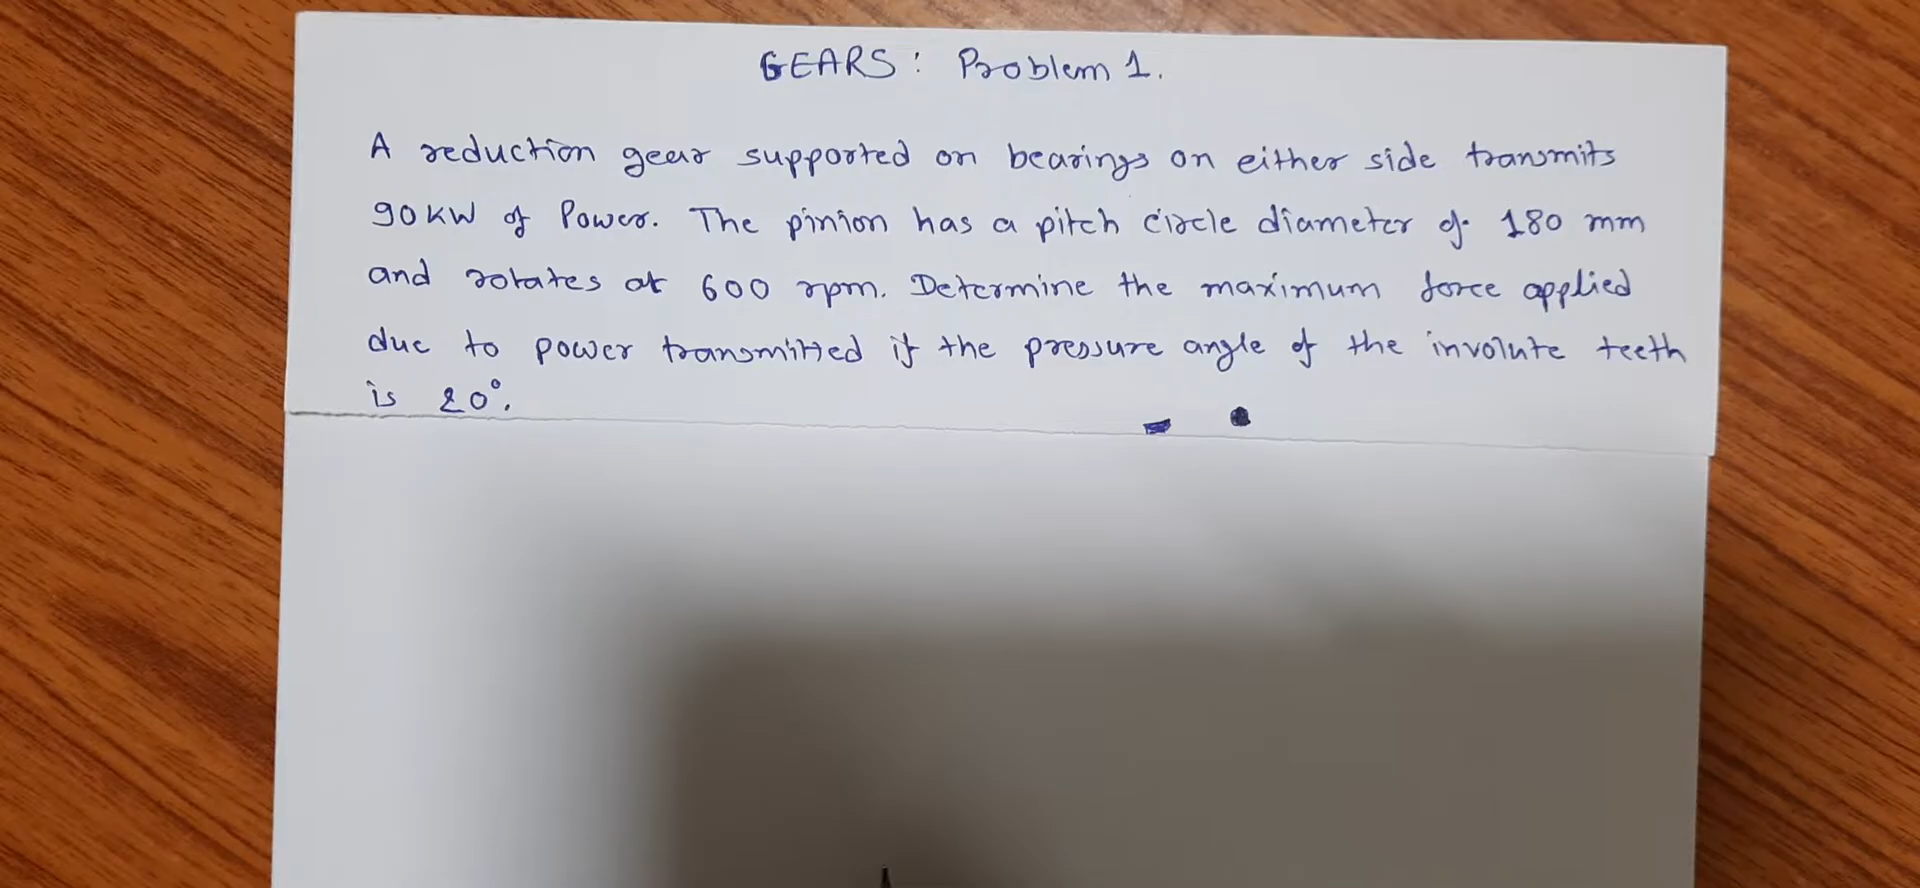 GEARS: Problem 1.
A reduction gear supported on bearings on either side transmits
90KW of Power. The pinion has a pitch circle diameter of 180 mm
and rotates at 600 rpm. Determine the maximum force applied
due to power transmitted if the pressure angle of the involute teeth
is 20°.